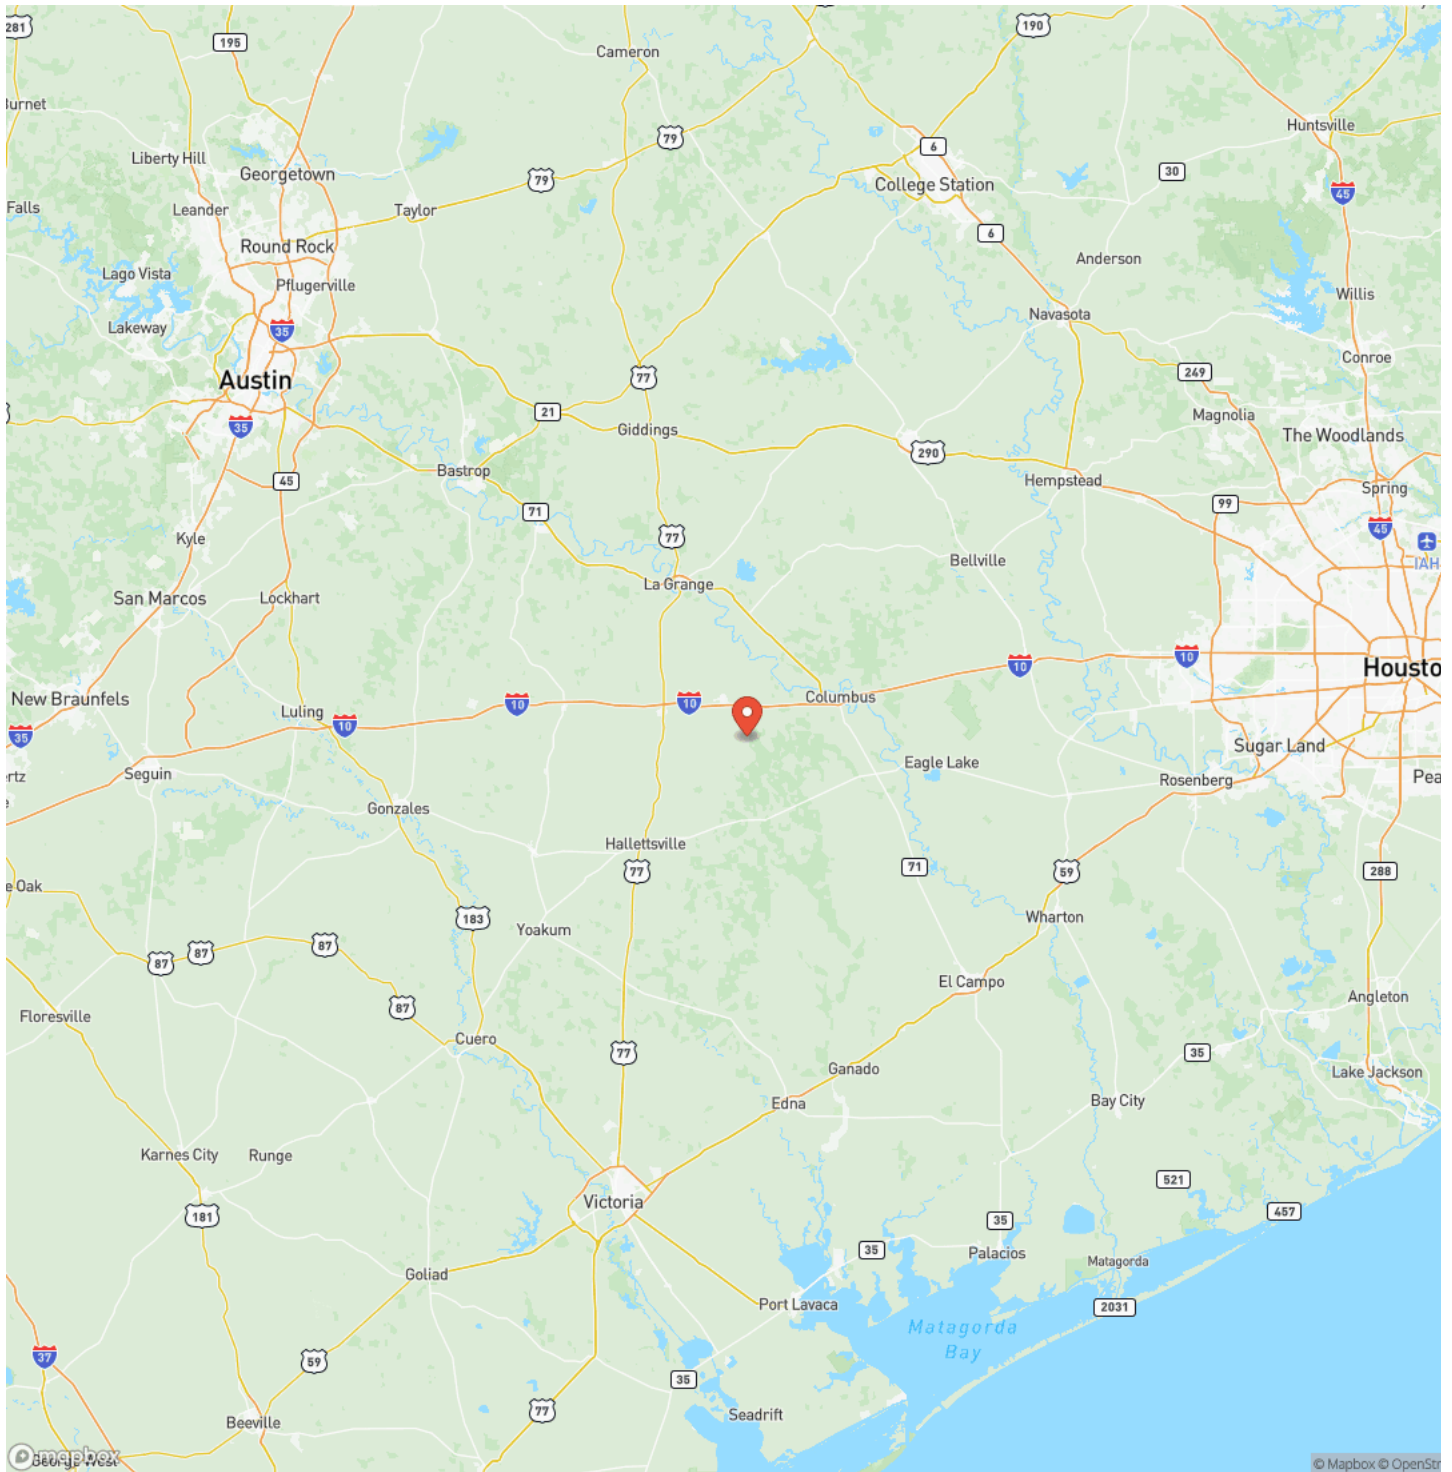 281
190
195
Cameron
Burnet
79
6
Huntsville
Liberty Hill
Georgetown
79
30
College Station
45
Falls
Leander
Taylor
6
Round Rock
Anderson
Lago Vista
Pflugerville
Willis
Lakeway
35
Navasota
Conroe
Austin
77
249
21
Magnolia
35
Giddings
The Woodlands
290
Bastrop
45
Hempstead
Spring
71
99
45
Kyle
77
Bellville
IAH
La Grange
San Marcos
Lockhart
10
10
Housto
New Braunfels
Columbus
Luling
10
10
10
35
Sugar Land
Eagle Lake
Seguin
Rosenberg
Pea
ertz
e
Gonzales
Hallettsville
77
71
59
288
e Oak
183
Wharton
Yoakum
87
87
87
El Campo
Angleton
87
Floresville
Cuero
77
35
Ganado
Lake Jackson
Edna
Bay City
Karnes City
Runge
521
Victoria
181
457
35
35
Palacios
Matagorda
Goliad
Port Lavaca
2031
Matagorda
Bay
37
59
35
77
Seadrift
Beeville
mapbox
George West
© Mapbox © OpenStr